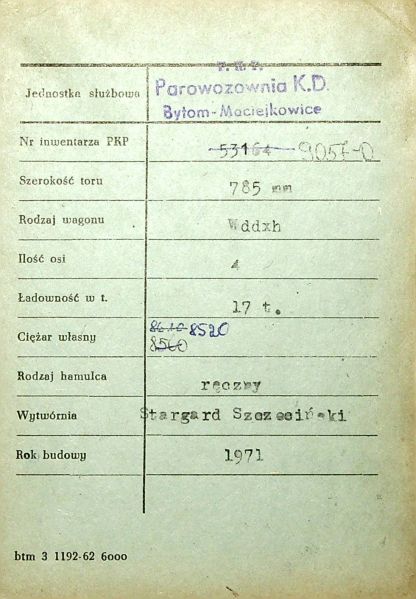 P.K.P.
Jednostka służbowa Parowozownia K.D.
Bytom-Maciejkowice
Nr inwentarza PKP 53164 9057-0
Szerokość toru 785 mm
Rodzaj wagonu Wddxh
Ilość osi 4
Ładowność w t. 17 t.
Ciężar własny 8610 8520
8560
Rodzaj hamulca ręczny
Wytwórnia Stargard Szczeciński
Rok budowy 1971
btm 3 1192-62 6000